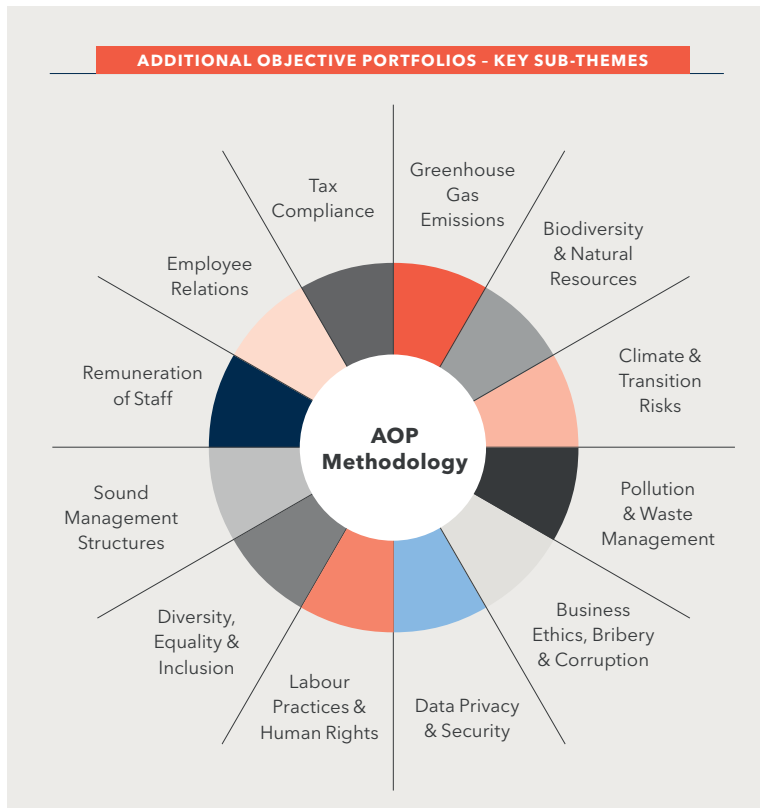 ADDITIONAL OBJECTIVE PORTFOLIOS – KEY SUB-THEMES
Greenhouse
Gas
Emissions
Biodiversity
& Natural
Resources
Climate &
Transition
Risks
Pollution
& Waste
Management
Business
Ethics, Bribery
& Corruption
Data Privacy
& Security
Labour
Practices &
Human Rights
Diversity,
Equality &
Inclusion
Sound
Management
Structures
Remuneration
of Staff
Employee
Relations
Tax
Compliance
AOP
Methodology